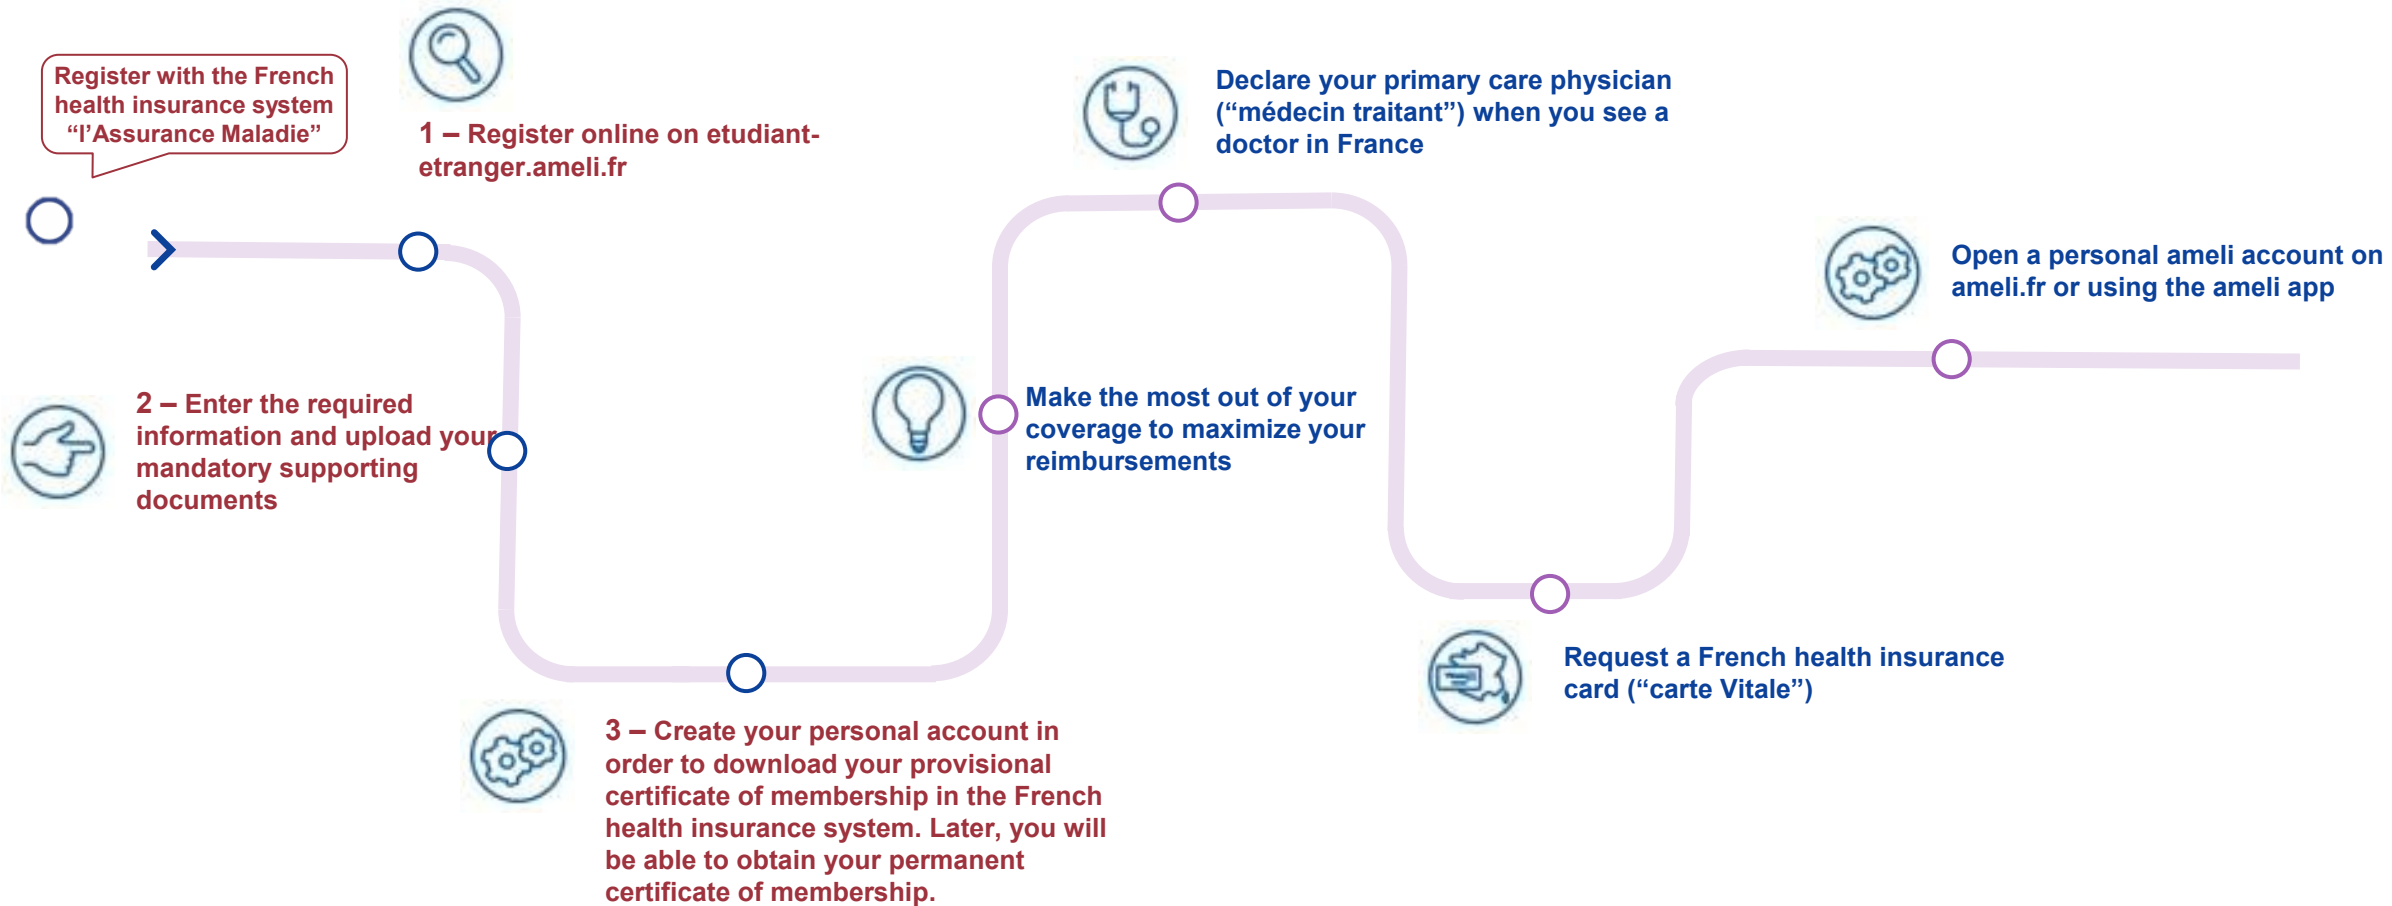 Register with the French
health insurance system
“l’Assurance Maladie”
1 – Register online on etudiant-
etranger.ameli.fr
2 – Enter the required
information and upload your
mandatory supporting
documents
3 – Create your personal account in
order to download your provisional
certificate of membership in the French
health insurance system. Later, you will
be able to obtain your permanent
certificate of membership.
Make the most out of your
coverage to maximize your
reimbursements
Declare your primary care physician
(“médecin traitant”) when you see a
doctor in France
Request a French health insurance
card (“carte Vitale”)
Open a personal ameli account on
ameli.fr or using the ameli app